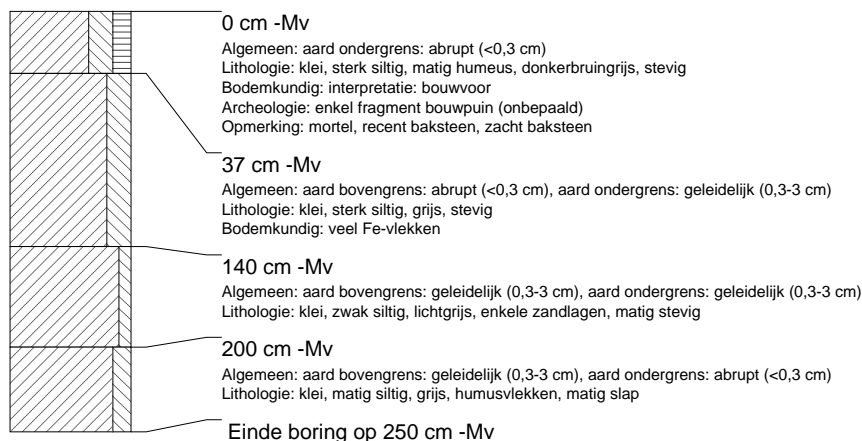 0 cm -Mv
Algemeen: aard ondergrens: abrupt (<0,3 cm)
Lithologie: klei, sterk siltig, matig humeus, donkerbruingrijs, stevig
Bodemkundig: interpretatie: bouwvoor
Archeologie: enkel fragment bouwpuin (onbepaald)
Opmerking: mortel, recent baksteen, zacht baksteen
37 cm -Mv
Algemeen: aard bovengrens: abrupt (<0,3 cm), aard ondergrens: geleidelijk (0,3-3 cm)
Lithologie: klei, sterk siltig, grijs, stevig
Bodemkundig: veel Fe-vlekken
140 cm -Mv
Algemeen: aard bovengrens: geleidelijk (0,3-3 cm), aard ondergrens: geleidelijk (0,3-3 cm)
Lithologie: klei, zwak siltig, lichtgrijs, enkele zandlagen, matig stevig
200 cm -Mv
Algemeen: aard bovengrens: geleidelijk (0,3-3 cm), aard ondergrens: abrupt (<0,3 cm)
Lithologie: klei, matig siltig, grijs, humusvlekken, matig slap
Einde boring op 250 cm -Mv